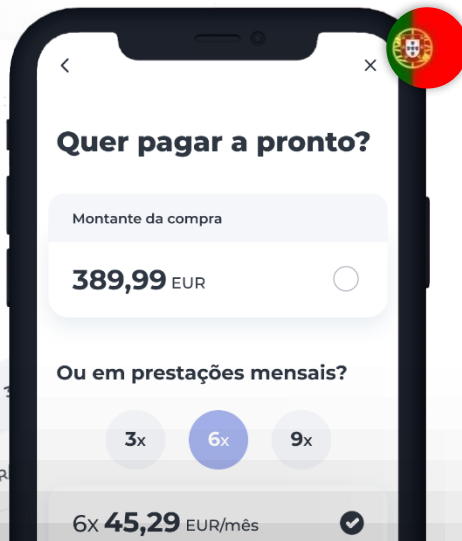 Quer pagar a pronto?
Montante da compra
389,99 EUR
Ou em prestações mensais?
3x 6x 9x
6x 45,29 EUR/mês